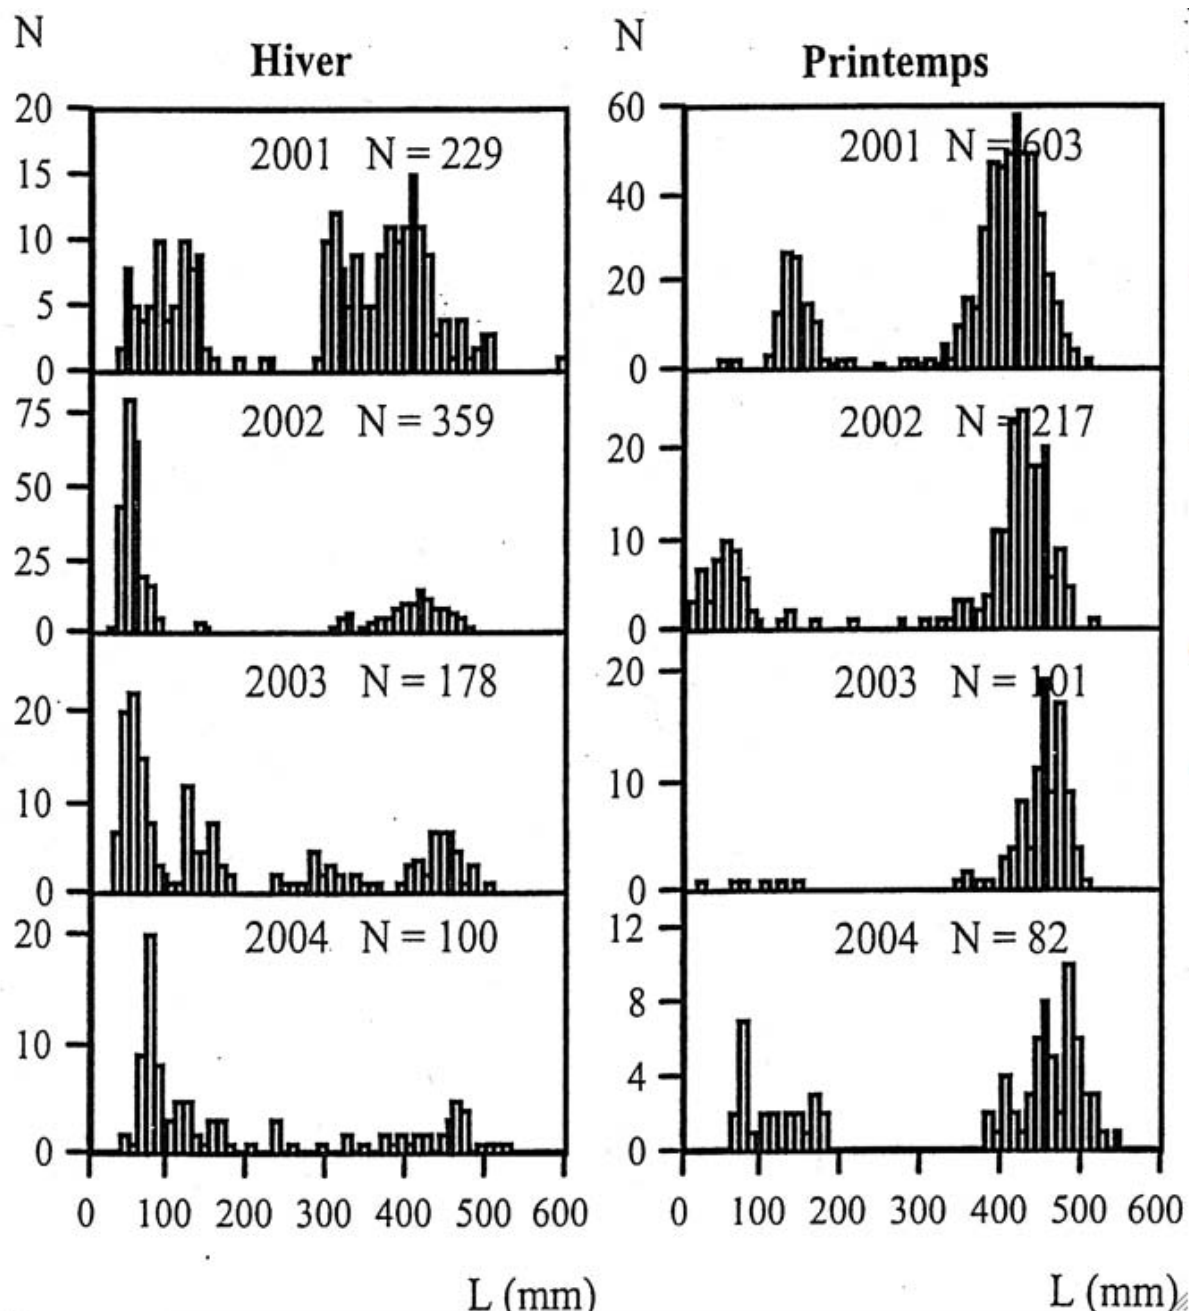 N
Hiver
20
15
10
5
0
2001 N = 229
75
50
25
0
2002 N = 359
20
10
0
2003 N = 178
20
10
0
2004 N = 100
0 100 200 300 400 500 600
L (mm)
N
Printemps
60
40
20
0
2001 N = 603
20
10
0
2002 N = 217
20
10
0
2003 N = 101
12
8
4
0
2004 N = 82
0 100 200 300 400 500 600
L (mm)